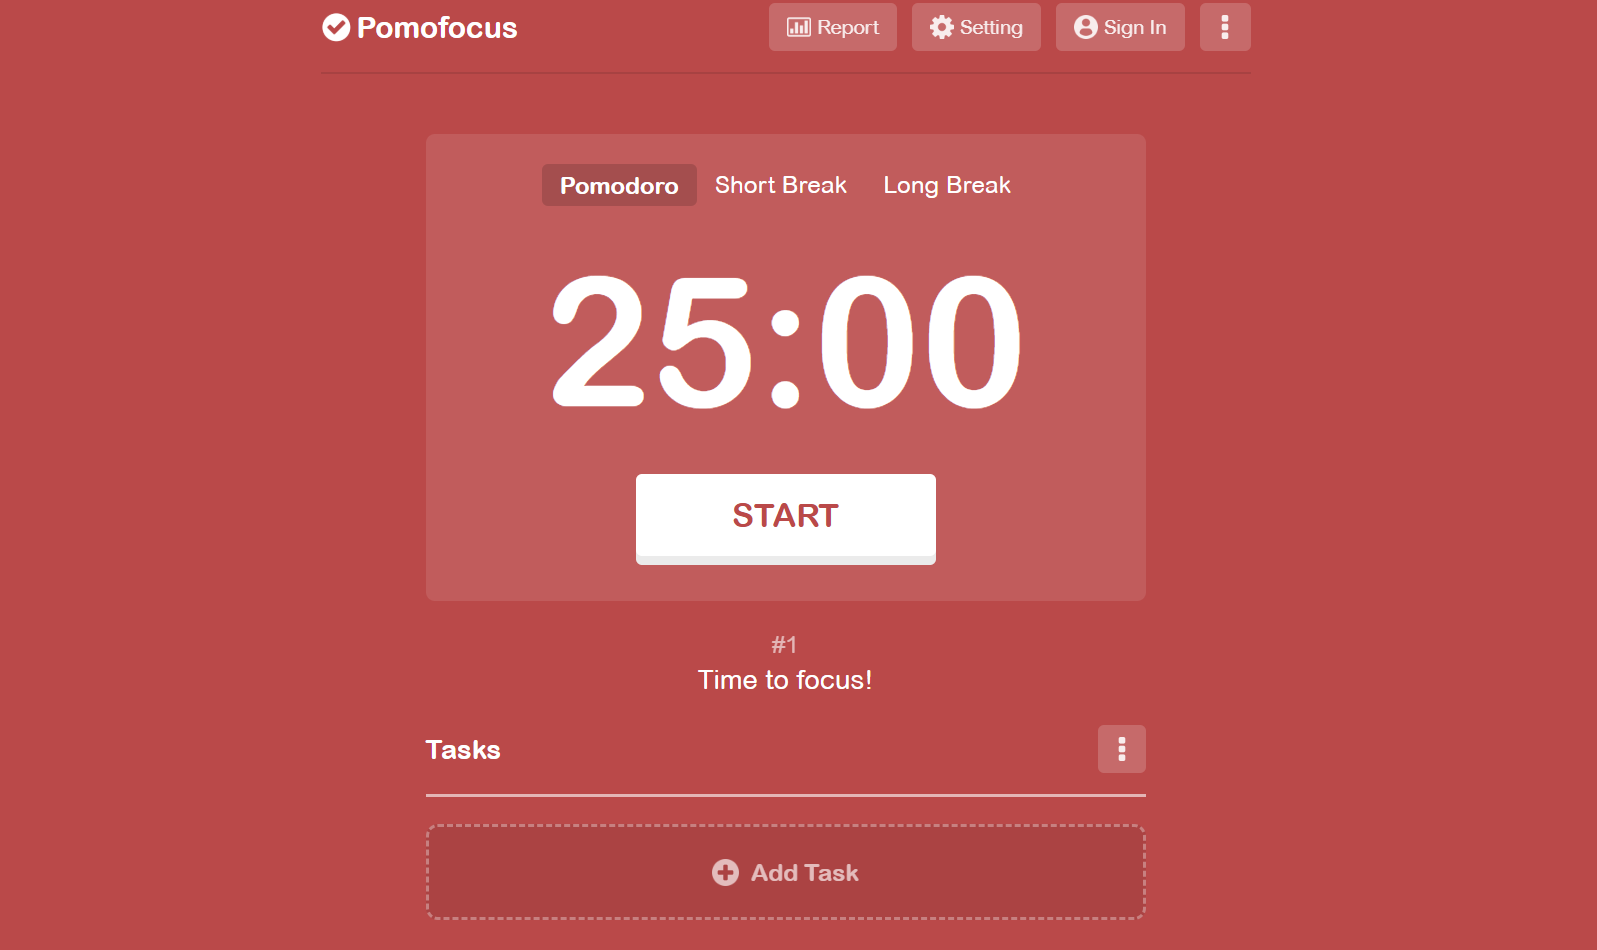 Pomofocus
Report
Setting
Sign In
Pomodoro
Short Break
Long Break
25:00
START
#1
Time to focus!
Tasks
Add Task